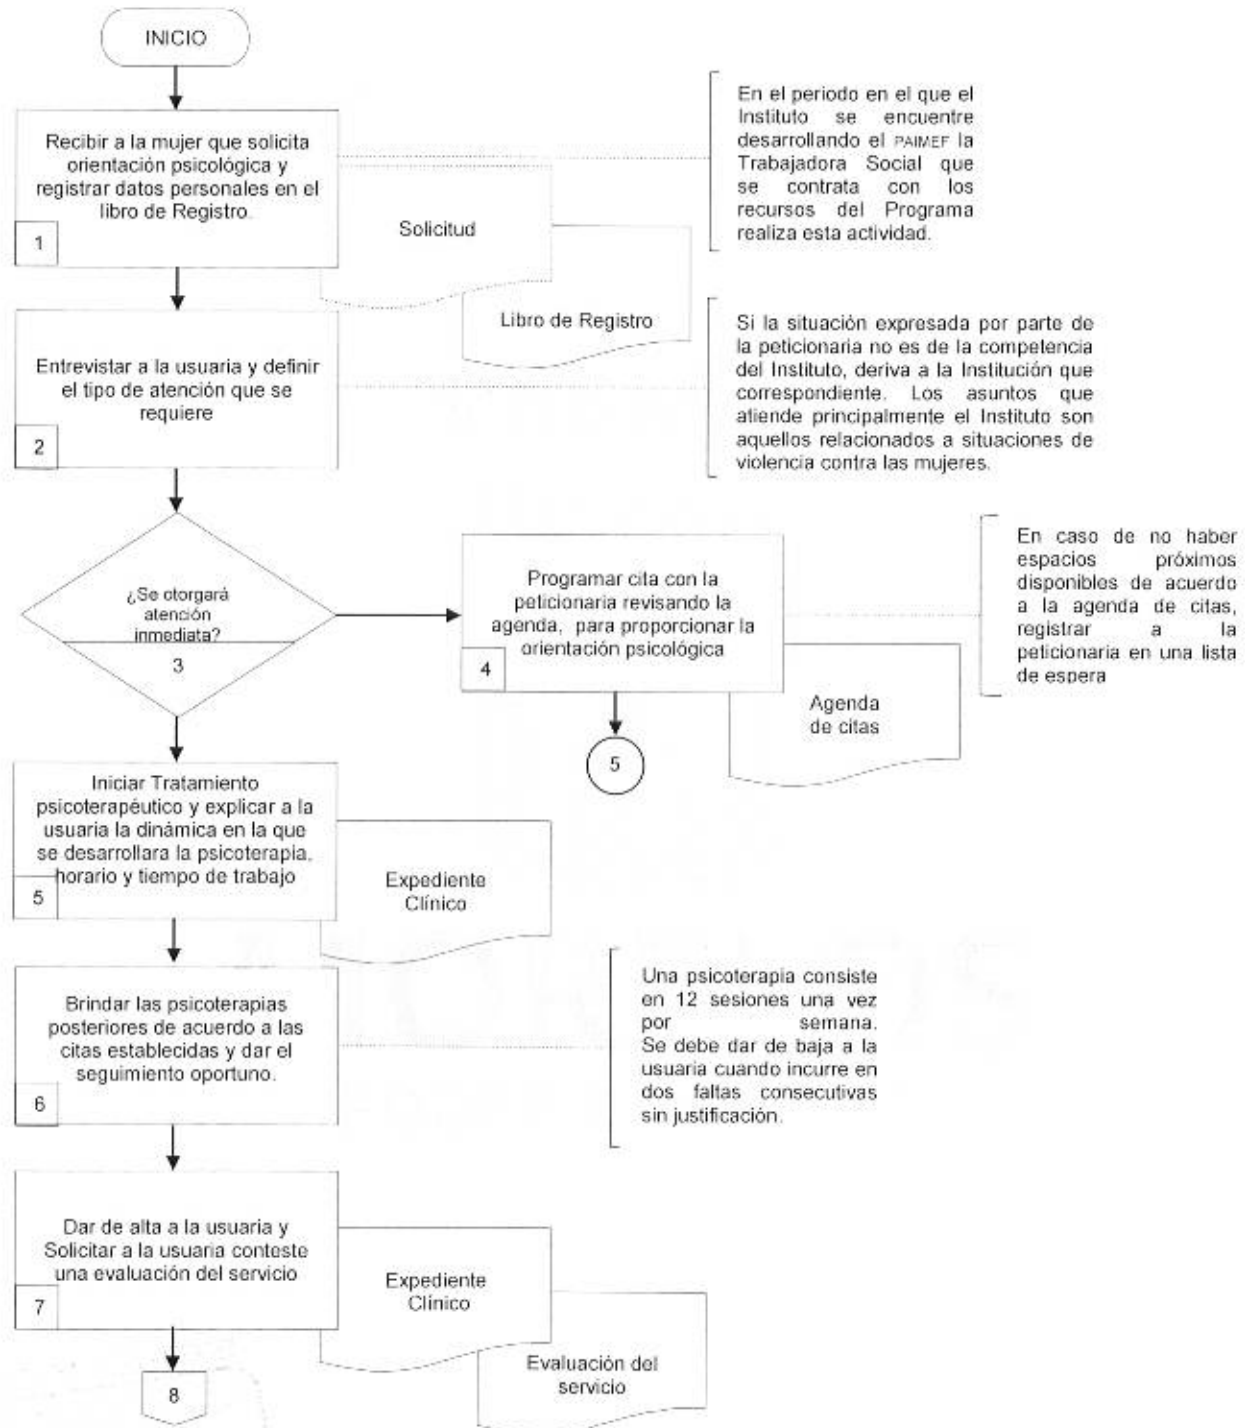 INICIO
Recibir a la mujer que solicita
orientación psicológica y
registrar datos personales en el
libro de Registro.
1
Solicitud
Libro de Registro
En el periodo en el que el
Instituto se encuentre
desarrollando el PAIMEF la
Trabajadora Social que
se contrata con los
recursos del Programa
realiza esta actividad.
Entrevistar a la usuaria y definir
el tipo de atención que se
requiere
2
Si la situación expresada por parte de
la peticionaria no es de la competencia
del Instituto, deriva a la Institución que
correspondiente. Los asuntos que
atiende principalmente el Instituto son
aquellos relacionados a situaciones de
violencia contra las mujeres.
¿Se otorgará
atención
inmediata?
3
Programar cita con la
peticionaria revisando la
agenda, para proporcionar la
orientación psicológica
4
Agenda
de citas
5
En caso de no haber
espacios próximos
disponibles de acuerdo
a la agenda de citas,
registrar a la
peticionaria en una lista
de espera
Iniciar Tratamiento
psicoterapéutico y explicar a la
usuaria la dinámica en la que
se desarrollara la psicoterapia,
horario y tiempo de trabajo
5
Expediente
Clínico
Brindar las psicoterapias
posteriores de acuerdo a las
citas establecidas y dar el
seguimiento oportuno.
6
Una psicoterapia consiste
en 12 sesiones una vez
por semana.
Se debe dar de baja a la
usuaria cuando incurre en
dos faltas consecutivas
sin justificación.
Dar de alta a la usuaria y
Solicitar a la usuaria conteste
una evaluación del servicio
7
Expediente
Clínico
Evaluación del
servicio
8